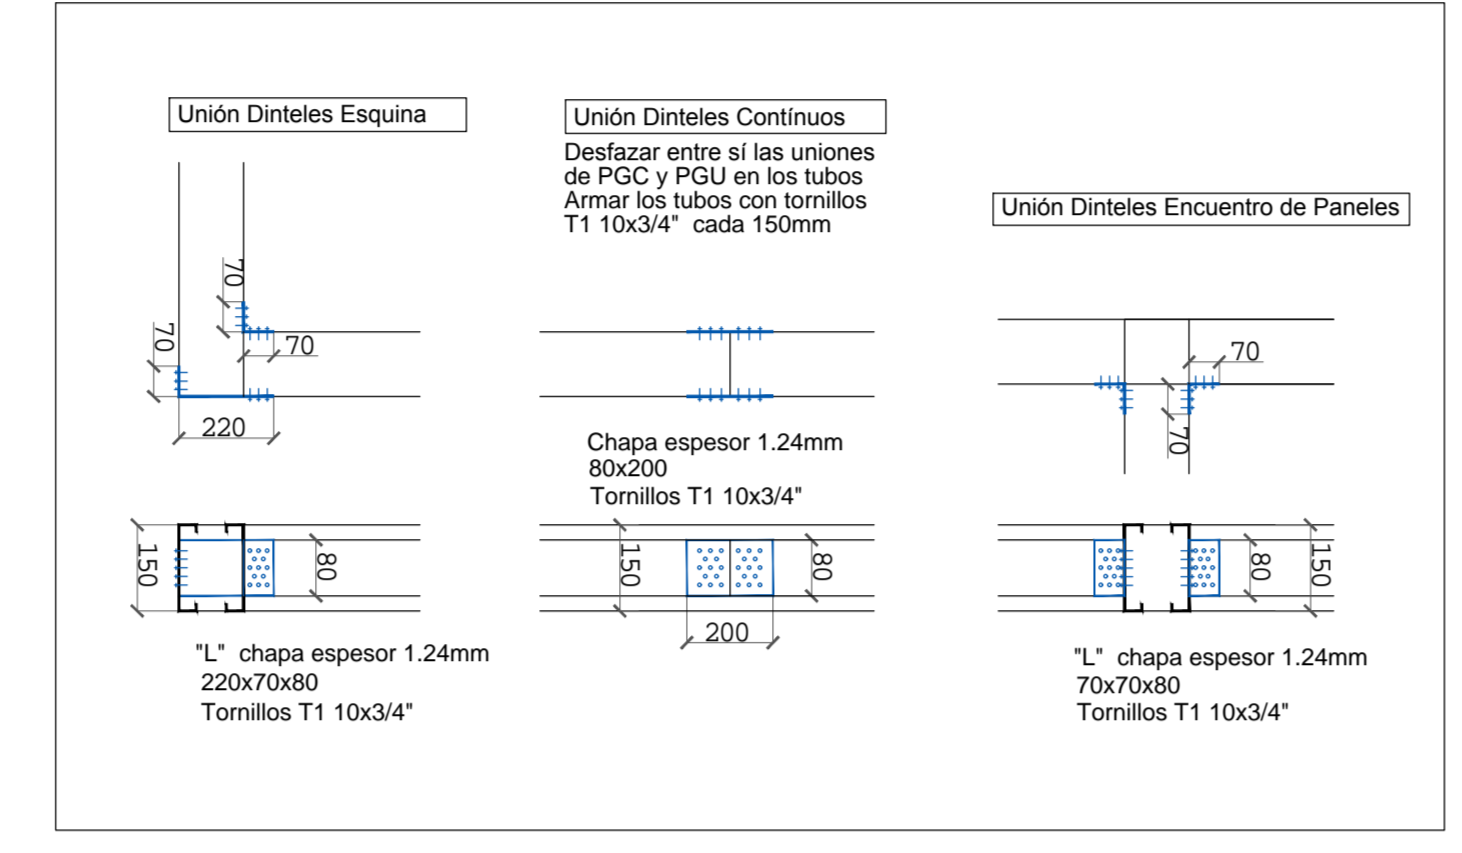 Unión Dinteles Esquina
70
70
70
220
150
80
"L" chapa espesor 1.24mm
220x70x80
Tornillos T1 10x3/4"
Unión Dinteles Contínuos
Desfazar entre sí las uniones
de PGC y PGU en los tubos
Armar los tubos con tornillos
T1 10x3/4" cada 150mm
Chapa espesor 1.24mm
80x200
Tornillos T1 10x3/4"
150
80
200
Unión Dinteles Encuentro de Paneles
70
70
80
150
"L" chapa espesor 1.24mm
70x70x80
Tornillos T1 10x3/4"